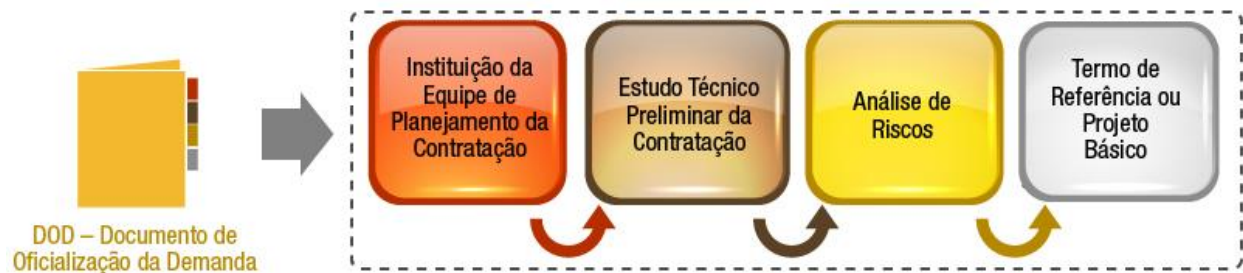 DOD – Documento de
Oficialização da Demanda
Instituição da
Equipe de
Planejamento da
Contratação
Estudo Técnico
Preliminar da
Contratação
Análise de
Riscos
Termo de
Referência ou
Projeto
Básico